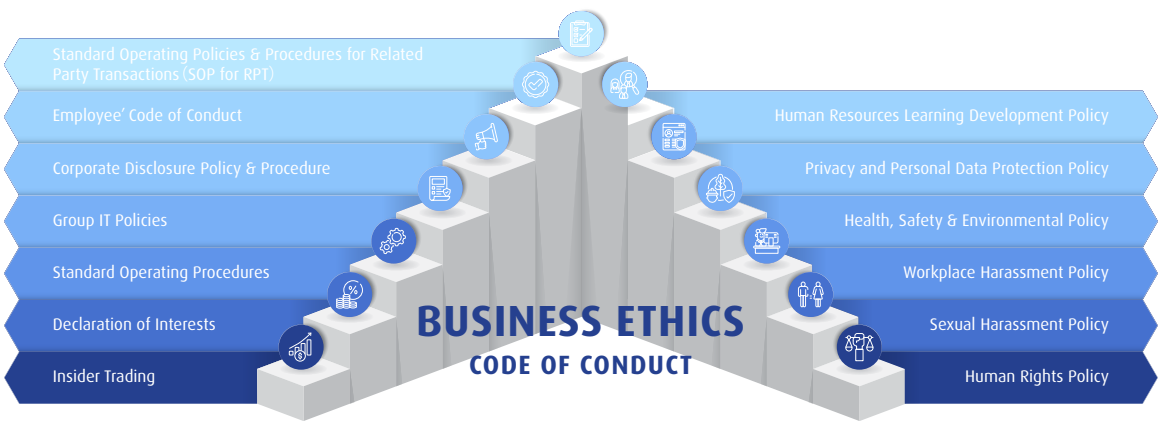 Standard Operating Policies & Procedures for Related
Party Transactions (SOP for RPT)
Employee’ Code of Conduct
Corporate Disclosure Policy & Procedure
Group IT Policies
Standard Operating Procedures
Declaration of Interests
Insider Trading
Human Resources Learning Development Policy
Privacy and Personal Data Protection Policy
Health, Safety & Environmental Policy
Workplace Harassment Policy
Sexual Harassment Policy
Human Rights Policy
%
$
BUSINESS ETHICS
CODE OF CONDUCT